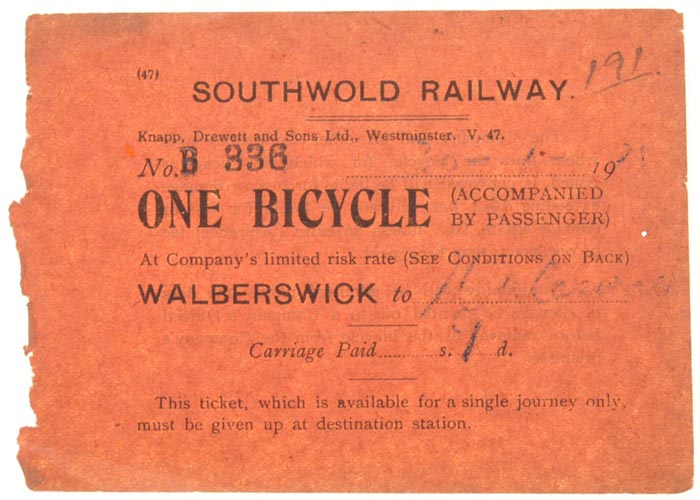 (47)
191.
SOUTHWOLD RAILWAY.
Knapp, Drewett and Sons Ltd., Westminster. V. 47.
No. B 336 19
ONE BICYCLE (ACCOMPANIED
BY PASSENGER)
At Company's limited risk rate (SEE CONDITIONS ON BACK)
WALBERSWICK to
Carriage Paid s. 9 d.
This ticket, which is available for a single journey only,
must be given up at destination station.